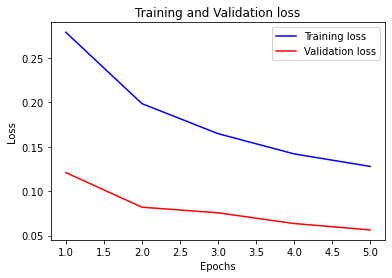 Training and Validation loss
Training loss
Validation loss
Loss
0.25
0.20
0.15
0.10
0.05
1.0 1.5 2.0 2.5 3.0 3.5 4.0 4.5 5.0
Epochs